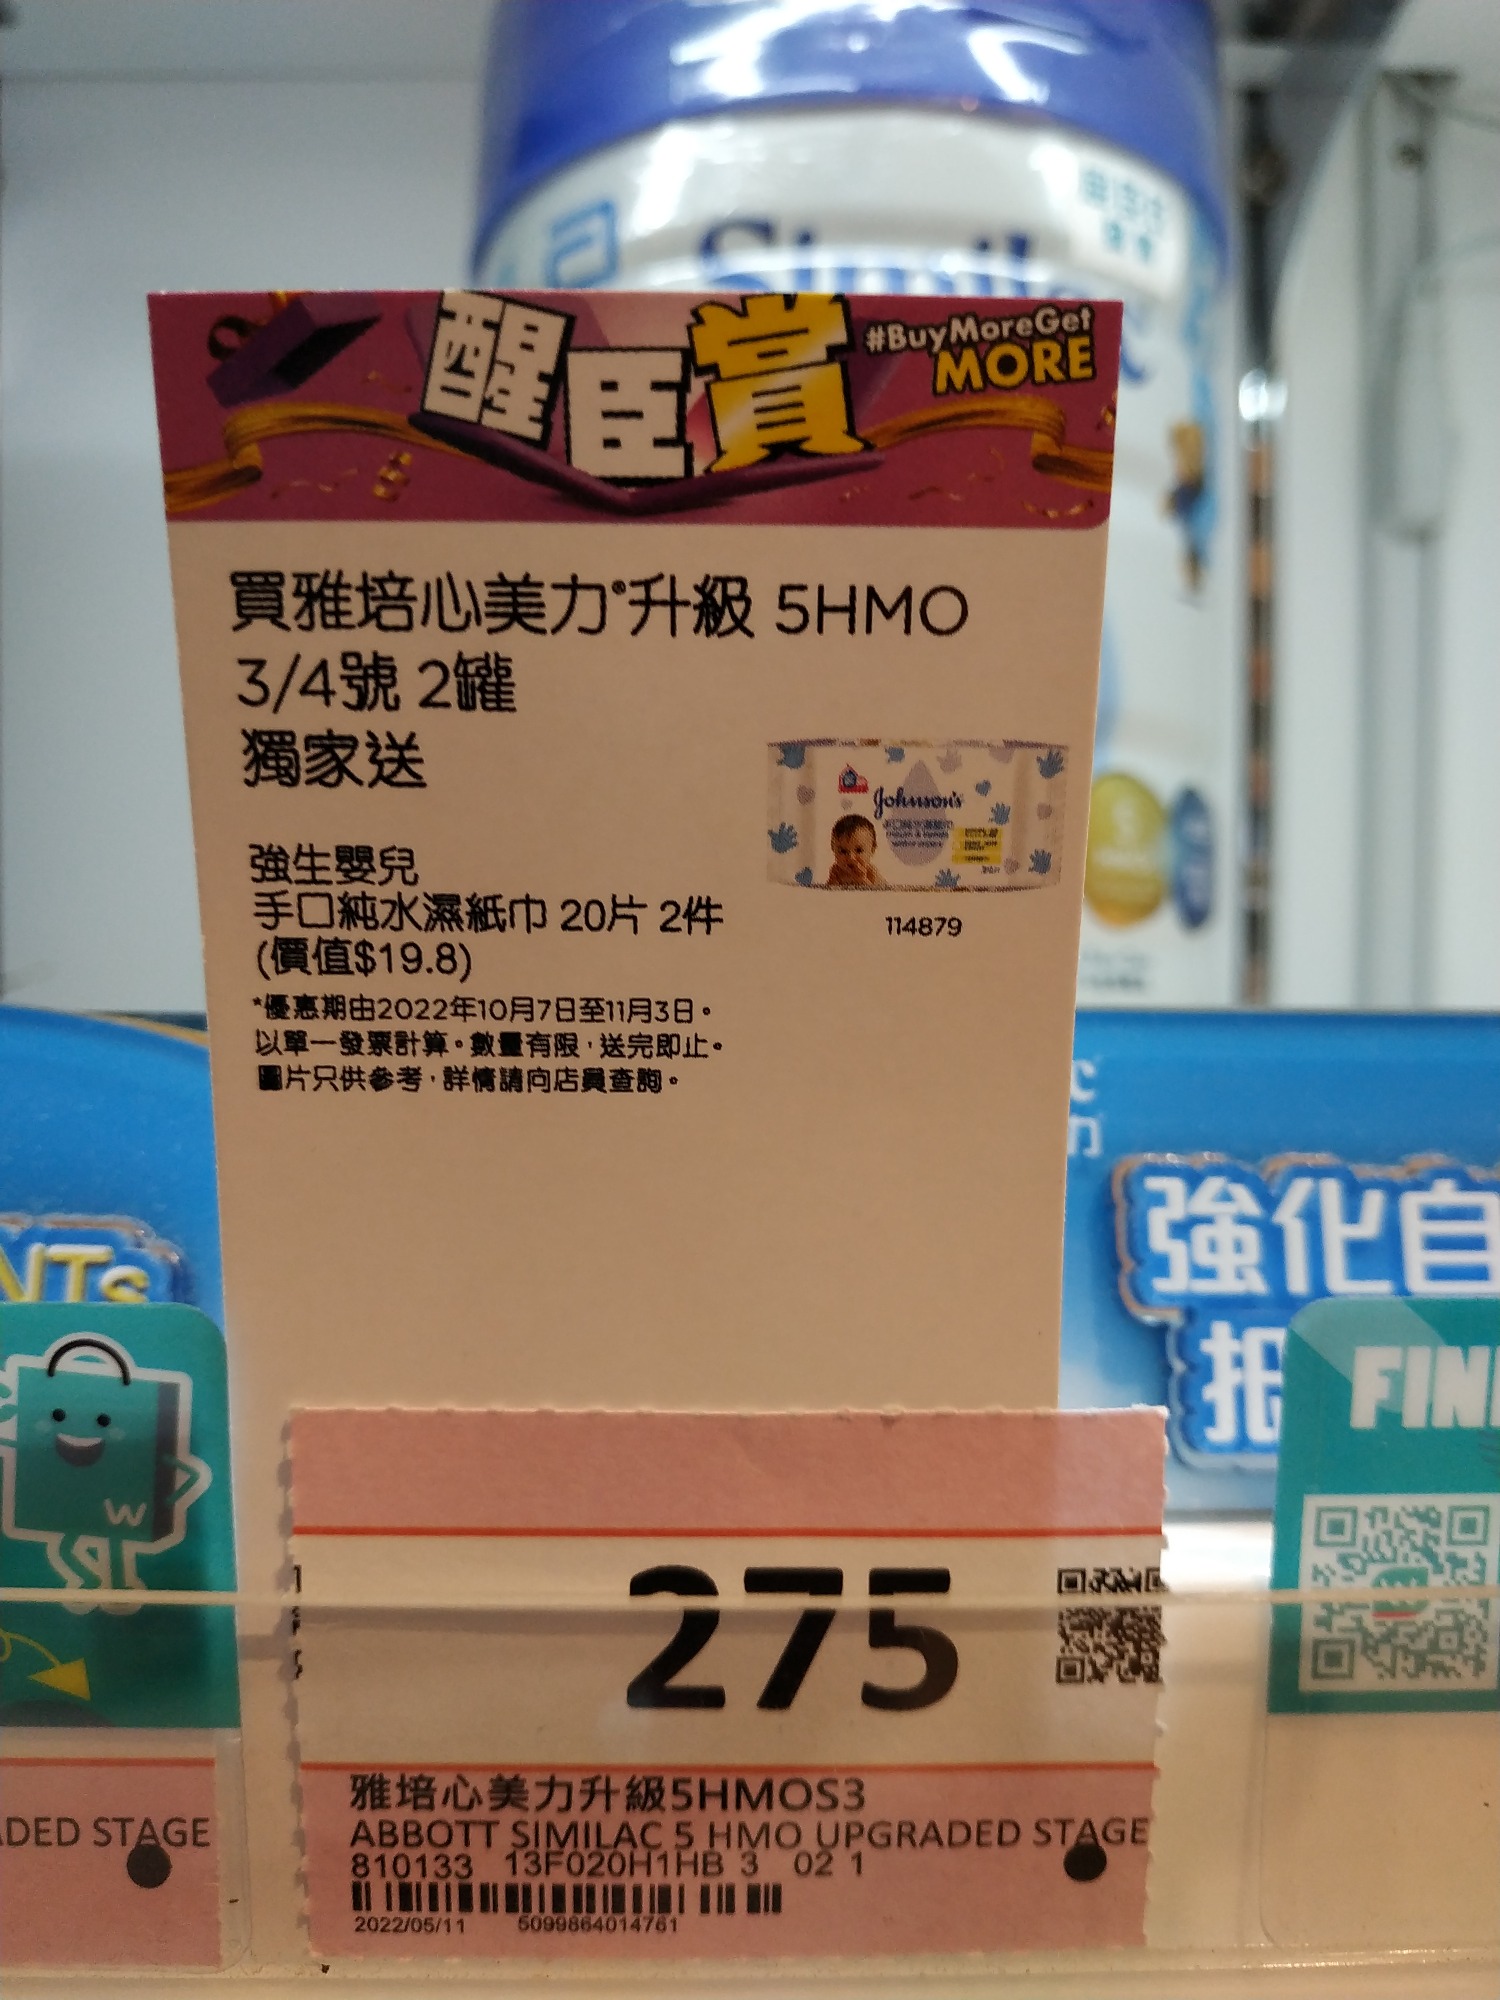 Similac
醒臣賞
#BuyMoreGet
MORE
買雅培心美力®升級 5HMO
3/4號 2罐
獨家送
Johnson's
強生嬰兒
手口純水濕紙巾 20片 2件
(價值$19.8)
114879
*優惠期由2022年10月7日至11月3日。
以單一發票計算。數量有限，送完即止。
圖片只供參考，詳情請向店員查詢。
強化自
抵
NTs
FIN
W
275
雅培心美力升級5HMOS3
ABBOTT SIMILAC 5 HMO UPGRADED STAGE
810133 13F020H1HB 3 02 1
2022/05/11 5099864014761
ADED STAGE